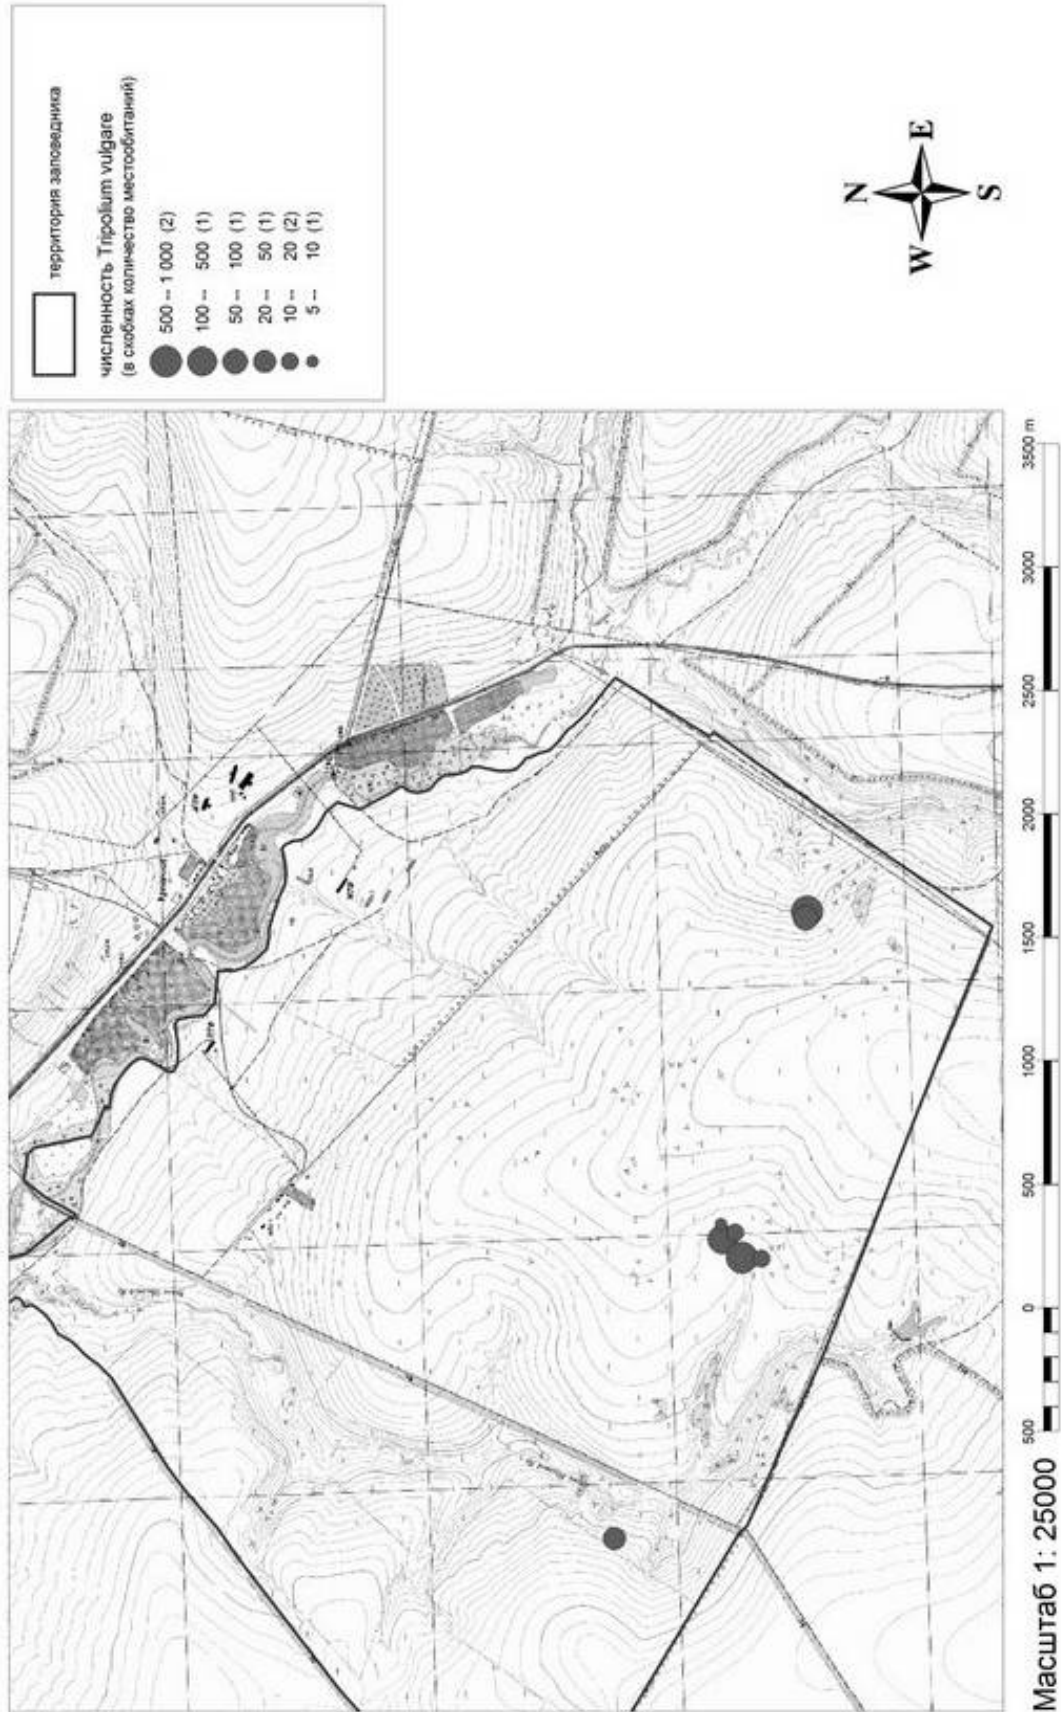 территория заповедника
численность Tripolium vulgare
(в скобках количество местообитаний)
500 -- 1 000 (2)
100 -- 500 (1)
50 -- 100 (1)
20 -- 50 (1)
10 -- 20 (2)
5 -- 10 (1)
N
W E
S
Масштаб 1: 25000
500 0 500 1000 1500 2000 2500 3000 3500 m